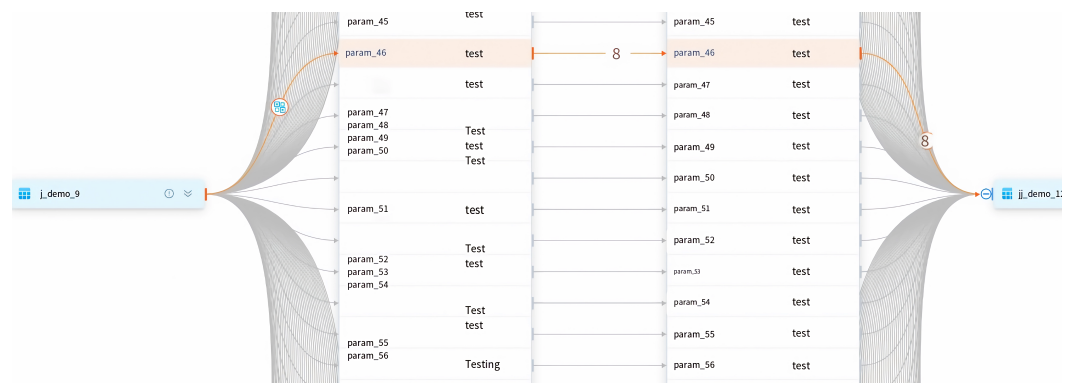 test
param_45 param_45 test
param_46 test 8 param_46 test
test param_47 test
param_47
param_48 param_48 test
Test
param_49 test param_49 test
param_50 Test
param_50 test
param_51 test param_51 test
Test param_52 test
param_52 test
param_53 param_53 test
param_54
Test param_54 test
test
param_55 param_55 test
param_56
Testing param_56 test
8
j_demo_9
jj_demo_12